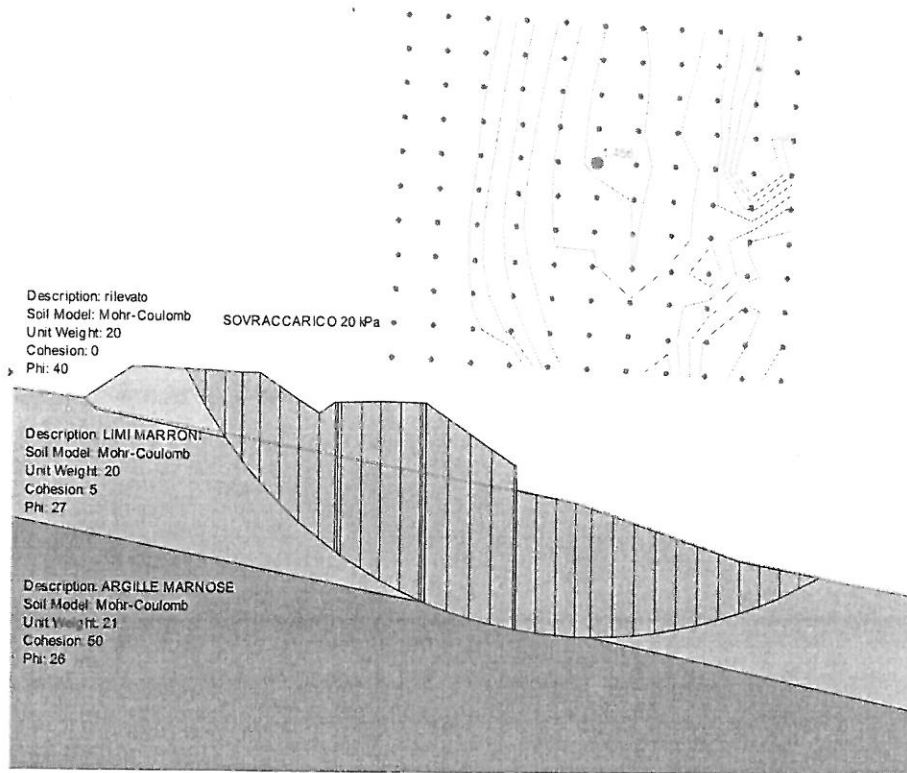 Description: rilevato
Soil Model: Mohr-Coulomb
Unit Weight: 20
Cohesion: 0
Phi: 40
SOVRACCARICO 20 kPa
Description: LIMI MARRONI
Soil Model: Mohr-Coulomb
Unit Weight: 20
Cohesion: 5
Phi: 27
Description: ARGILLE MARNOSE
Soil Model: Mohr-Coulomb
Unit Weight: 21
Cohesion: 50
Phi: 26